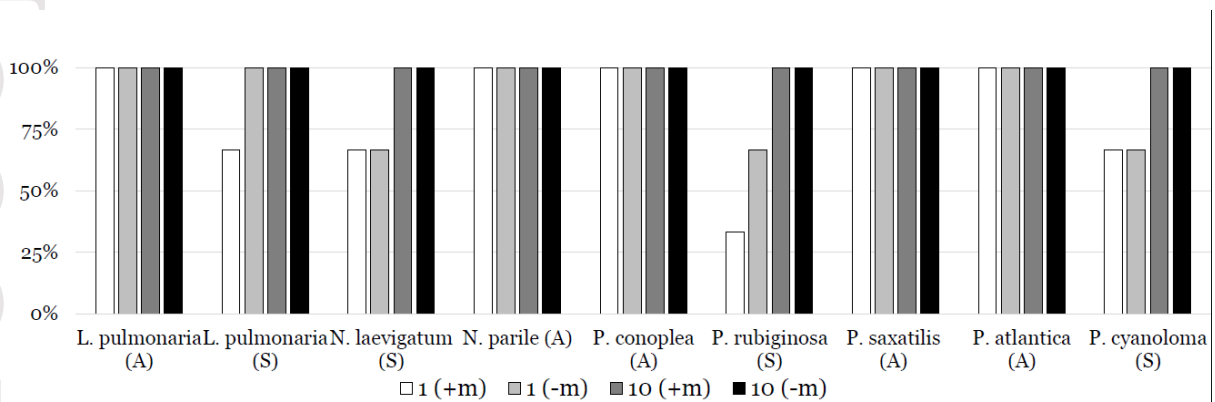 100%
75%
50%
25%
0%
L. pulmonaria L. pulmonaria N. laevigatum N. parile (A) P. conoplea P. rubiginosa P. saxatilis P. atlantica P. cyanoloma
(A) (S) (S) (A) (S) (A) (A) (S)
1 (+m) 1 (-m) 10 (+m) 10 (-m)